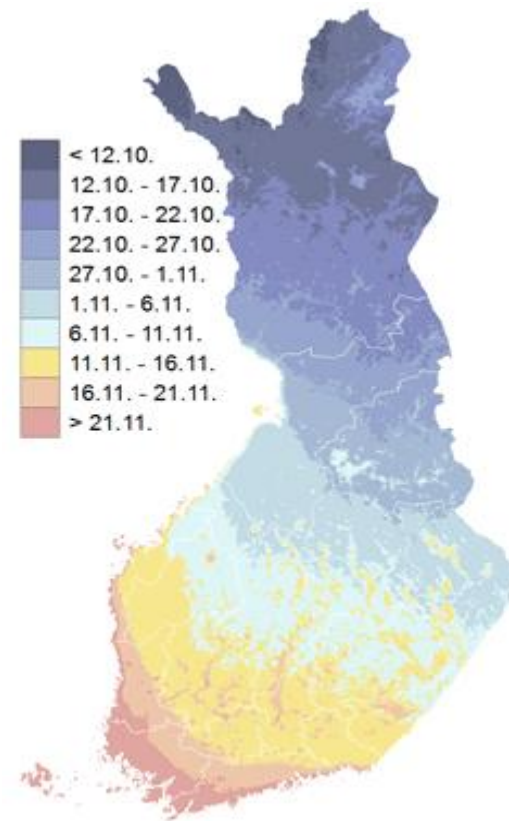 < 12.10.
12.10. - 17.10.
17.10. - 22.10.
22.10. - 27.10.
27.10. - 1.11.
1.11. - 6.11.
6.11. - 11.11.
11.11. - 16.11.
16.11. - 21.11.
> 21.11.